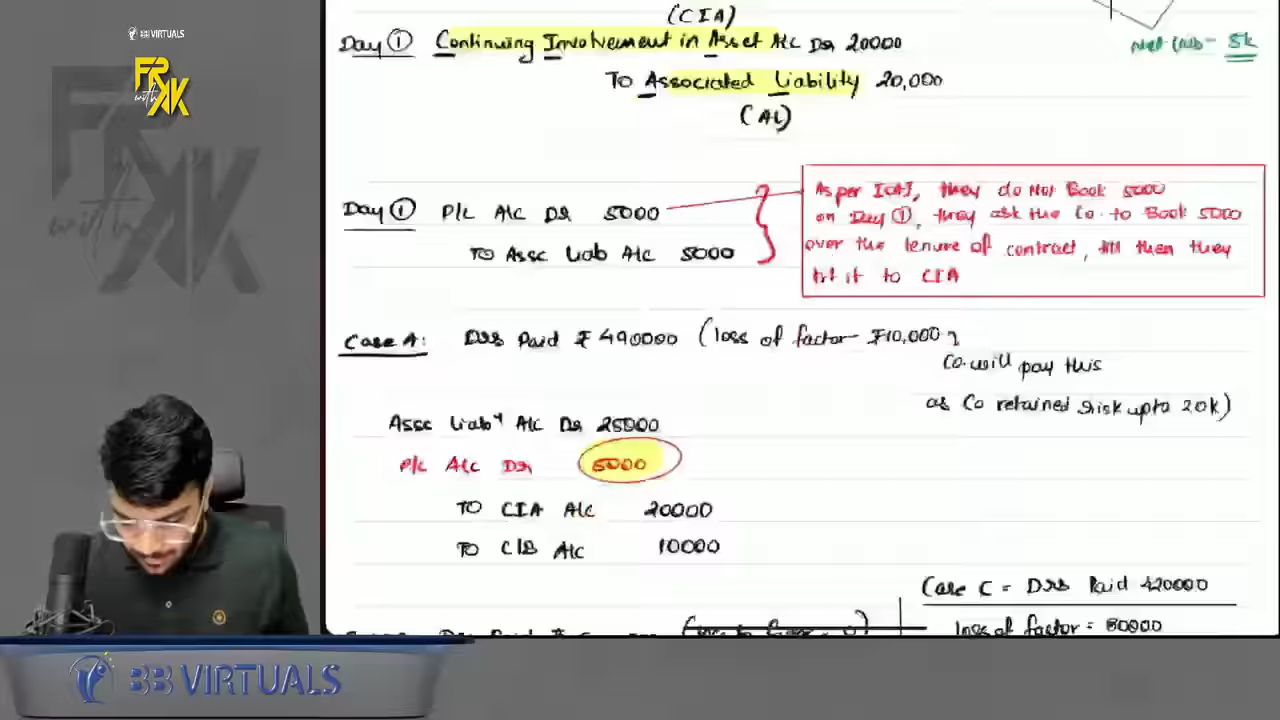 BB VIRTUALS
FR
with
AK
(CIA)
Day ① Continuing Involvement in Asset A/c Dr 20000
To Associated Liability 20,000
(AL)
5k
Day ① P/L A/c Dr 5000
To Assc Liab A/c 5000
As per ICAI, they do Not Book 5000
on Day ①, they ask the Co. to Book 5000
over the tenure of contract, till then they
trf it to CIA
Case A: Drs Paid ₹490000 (loss of factor - ₹10,000 ↴
Co. will pay this
as Co retained risk upto 20k)
Assc Liabty A/c Dr 25000
P/L A/c Dr 5000
To CIA A/c 20000
To C/B A/c 10000
Case C = Drs Paid 420000
loss of factor = 80000
BB VIRTUALS